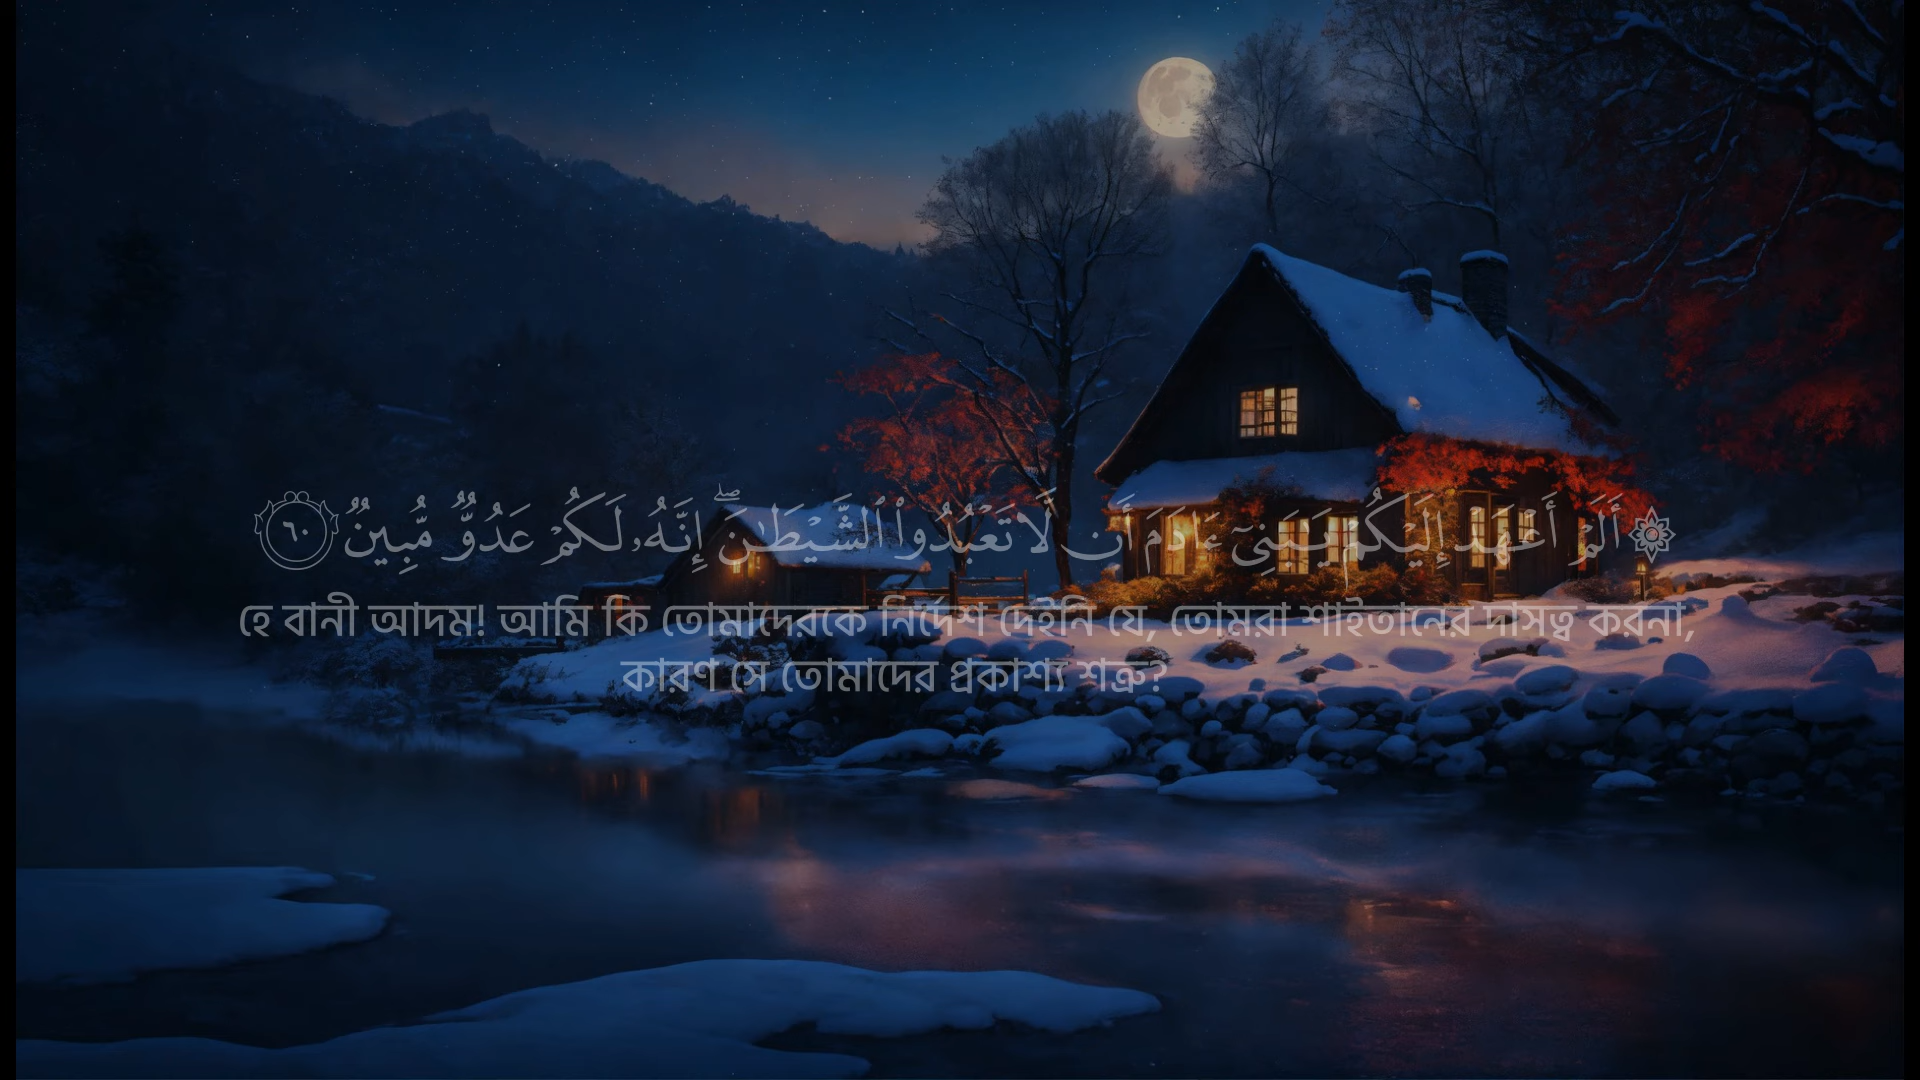 ۞ أَلَمْ أَعْهَدْ إِلَيْكُمْ يَـٰبَنِىٓ ءَادَمَ أَن لَّا تَعْبُدُوا۟ ٱلشَّيْطَـٰنَ ۖ إِنَّهُۥ لَكُمْ عَدُوٌّ مُّبِينٌ ٦٠
হে বানী আদম! আমি কি তোমাদেরকে নির্দেশ দেইনি যে, তোমরা শাইতানের দাসত্ব করনা,
কারণ সে তোমাদের প্রকাশ্য শত্রু?